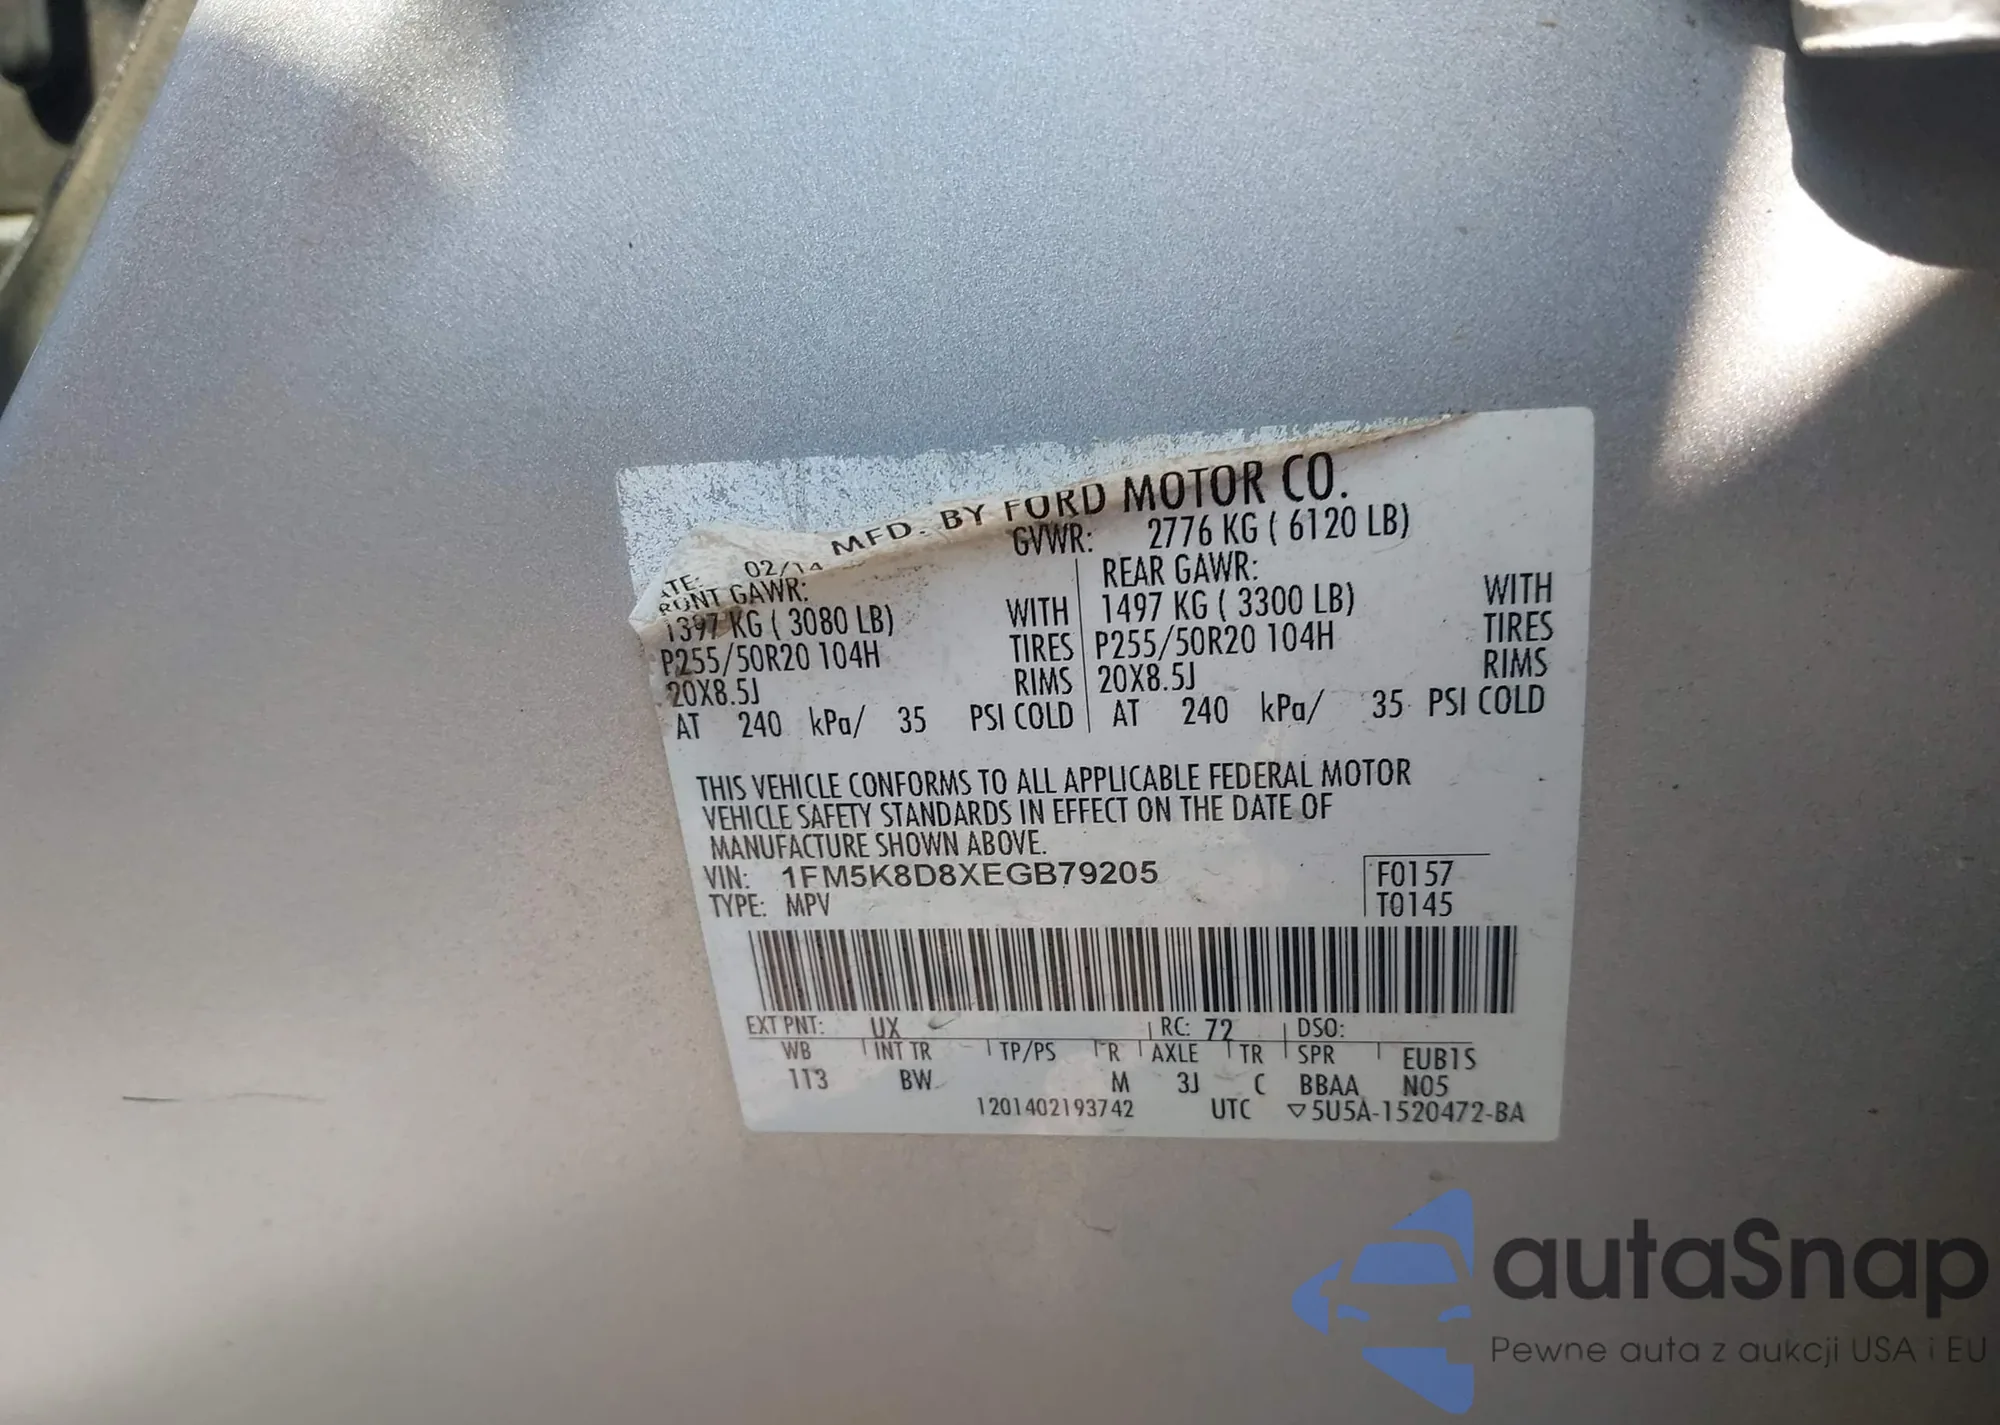 MFD. BY FORD MOTOR CO.
ATE: 02/14 GVWR: 2776 KG ( 6120 LB)
RONT GAWR: REAR GAWR:
1397 KG ( 3080 LB) WITH 1497 KG ( 3300 LB) WITH
P255/50R20 104H TIRES P255/50R20 104H TIRES
20X8.5J RIMS 20X8.5J RIMS
AT 240 kPa/ 35 PSI COLD AT 240 kPa/ 35 PSI COLD
THIS VEHICLE CONFORMS TO ALL APPLICABLE FEDERAL MOTOR
VEHICLE SAFETY STANDARDS IN EFFECT ON THE DATE OF
MANUFACTURE SHOWN ABOVE.
VIN: 1FM5K8D8XEGB79205 F0157
TYPE: MPV T0145
EXT PNT: UX RC: 72 DSO:
WB INT TR TP/PS R AXLE TR SPR EUB1S
113 BW M 3J C BBAA N05
1201402193742 UTC ▽5U5A-1520472-BA
autaSnap
Pewne auta z aukcji USA i EU